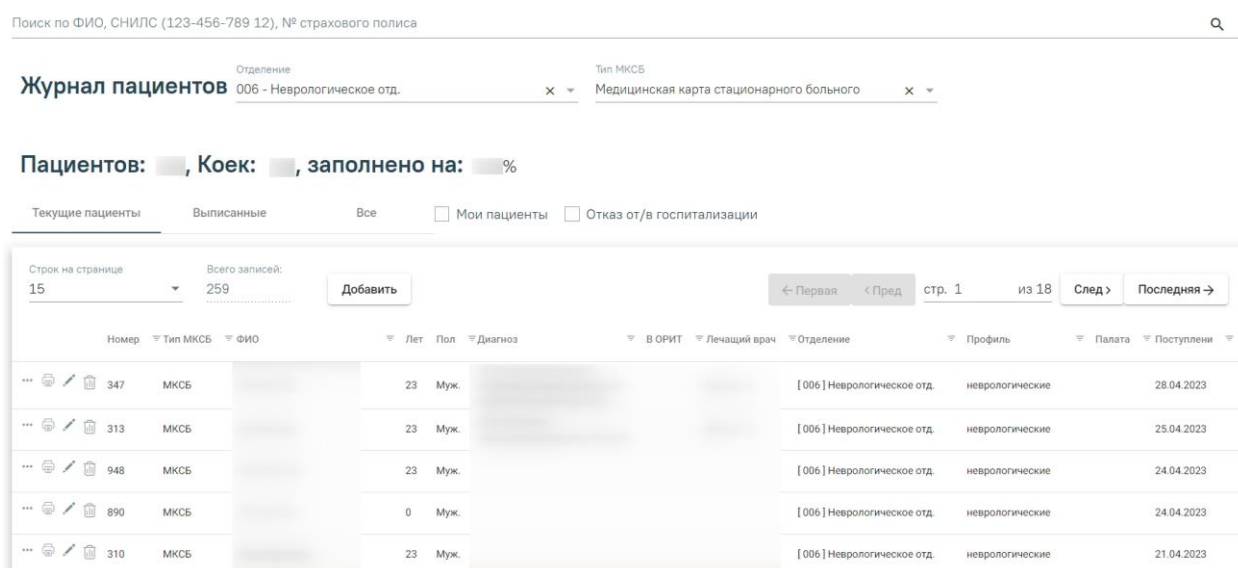 Поиск по ФИО, СНИЛС (123-456-789 12), № страхового полиса
Отделение Тип МКСБ
Журнал пациентов 006 - Неврологическое отд. Медицинская карта стационарного больного
Пациентов: , Коек: , заполнено на: %
Текущие пациенты Выписанные Все Мои пациенты Отказ от/в госпитализации
Строк на странице Всего записей:
15 259 Добавить ← Первая < Пред стр. 1 из 18 След > Последняя →
Номер Тип МКСБ ФИО Лет Пол Диагноз В ОРИТ Лечащий врач Отделение Профиль Палата Поступлени
347 МКСБ 23 Муж. [ 006 ] Неврологическое отд. неврологические 28.04.2023
313 МКСБ 23 Муж. [ 006 ] Неврологическое отд. неврологические 25.04.2023
948 МКСБ 23 Муж. [ 006 ] Неврологическое отд. неврологические 24.04.2023
890 МКСБ 0 Муж. [ 006 ] Неврологическое отд. неврологические 24.04.2023
310 МКСБ 23 Муж. [ 006 ] Неврологическое отд. неврологические 21.04.2023